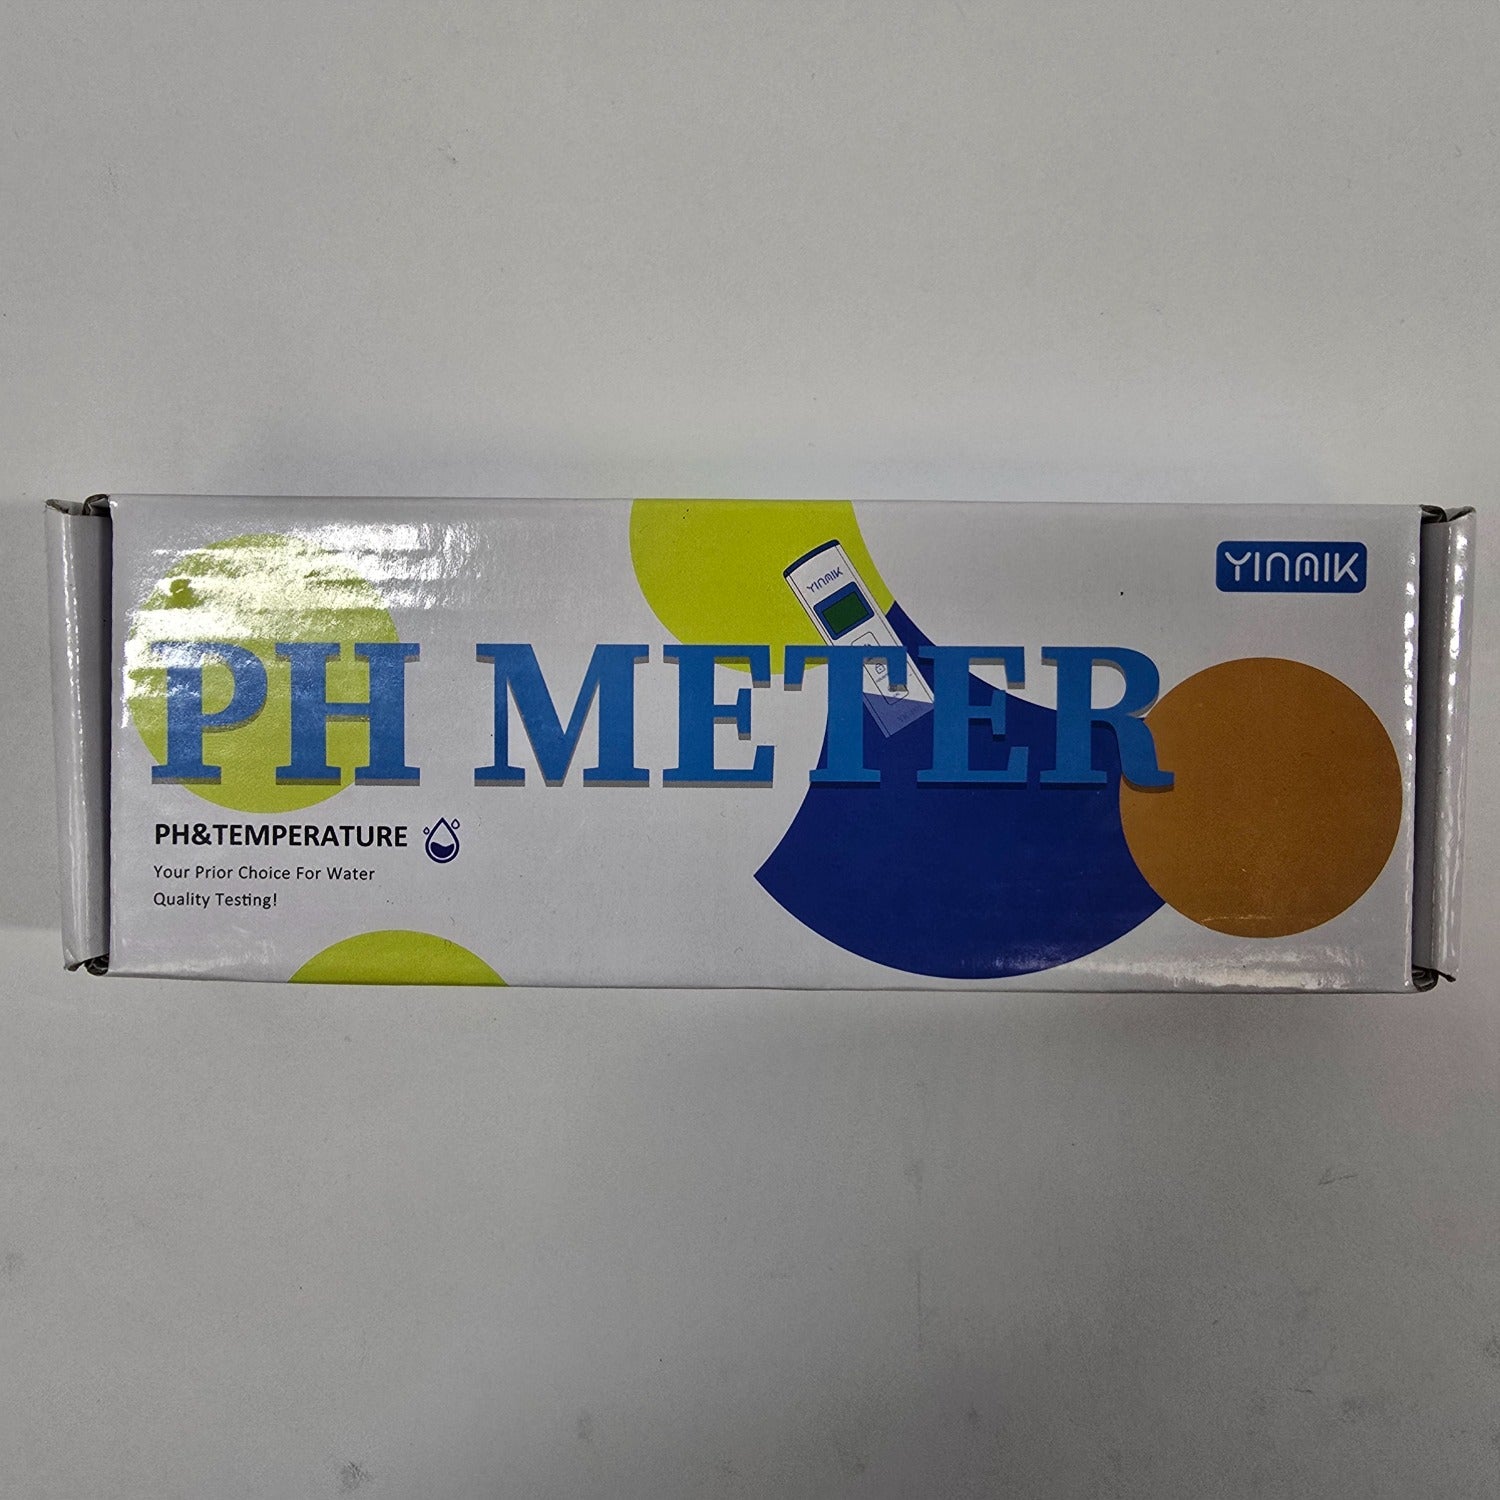 YINMIK
YINMIK
PH METER
PH&TEMPERATURE
Your Prior Choice For Water
Quality Testing!